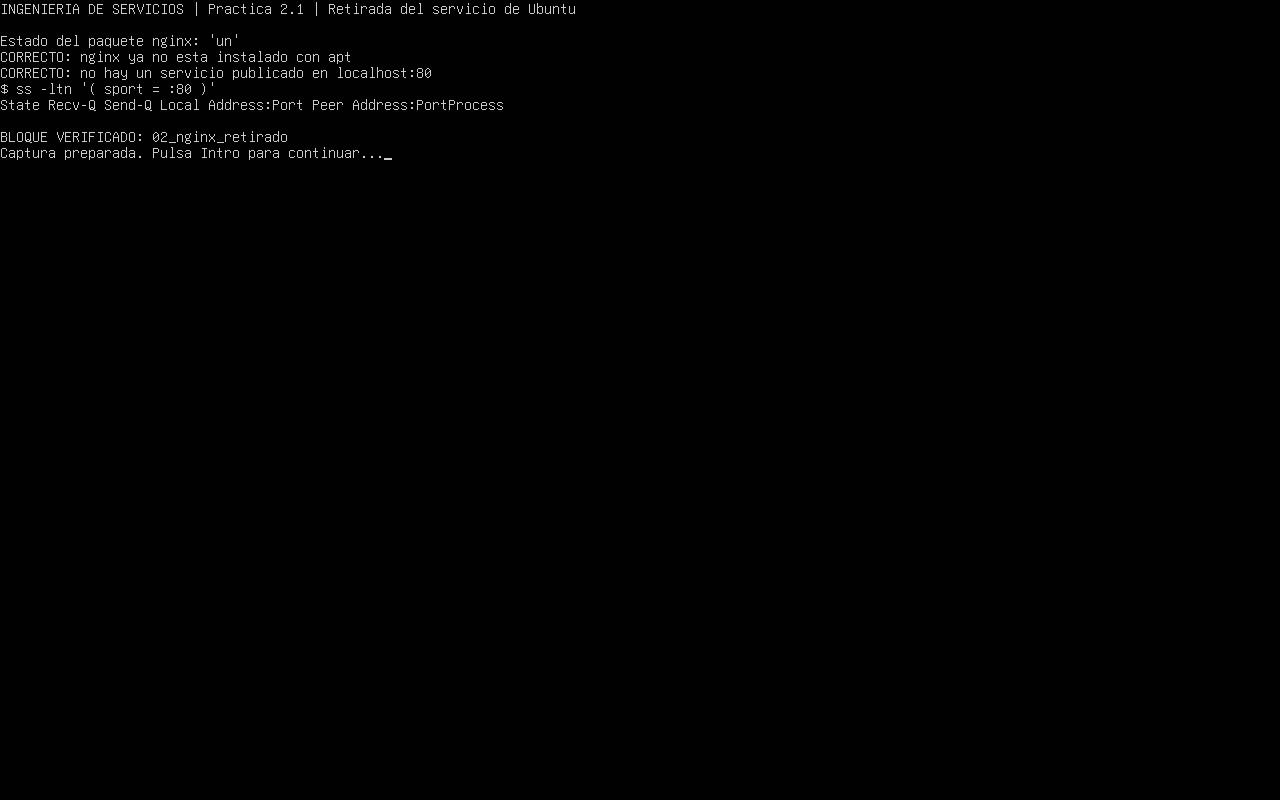 INGENIERIA DE SERVICIOS | Practica 2.1 | Retirada del servicio de Ubuntu
Estado del paquete nginx: 'un'
CORRECTO: nginx ya no esta instalado con apt
CORRECTO: no hay un servicio publicado en localhost:80
$ ss -ltn '( sport = :80 )'
State Recv-Q Send-Q Local Address:Port Peer Address:PortProcess
BLOQUE VERIFICADO: 02_nginx_retirado
Captura preparada. Pulsa Intro para continuar..._